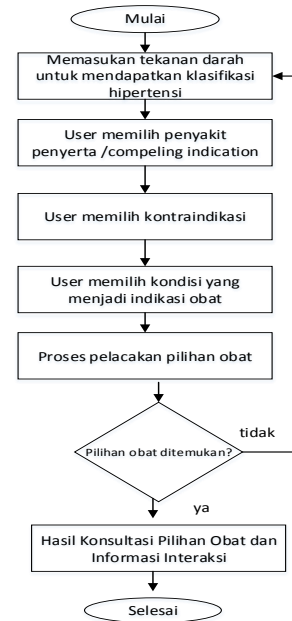 Mulai
Memasukan tekanan darah
untuk mendapatkan klasifikasi
hipertensi
User memilih penyakit
penyerta /compeling indication
User memilih kontraindikasi
User memilih kondisi yang
menjadi indikasi obat
Proses pelacakan pilihan obat
Pilihan obat ditemukan?
tidak
ya
Hasil Konsultasi Pilihan Obat dan
Informasi Interaksi
Selesai